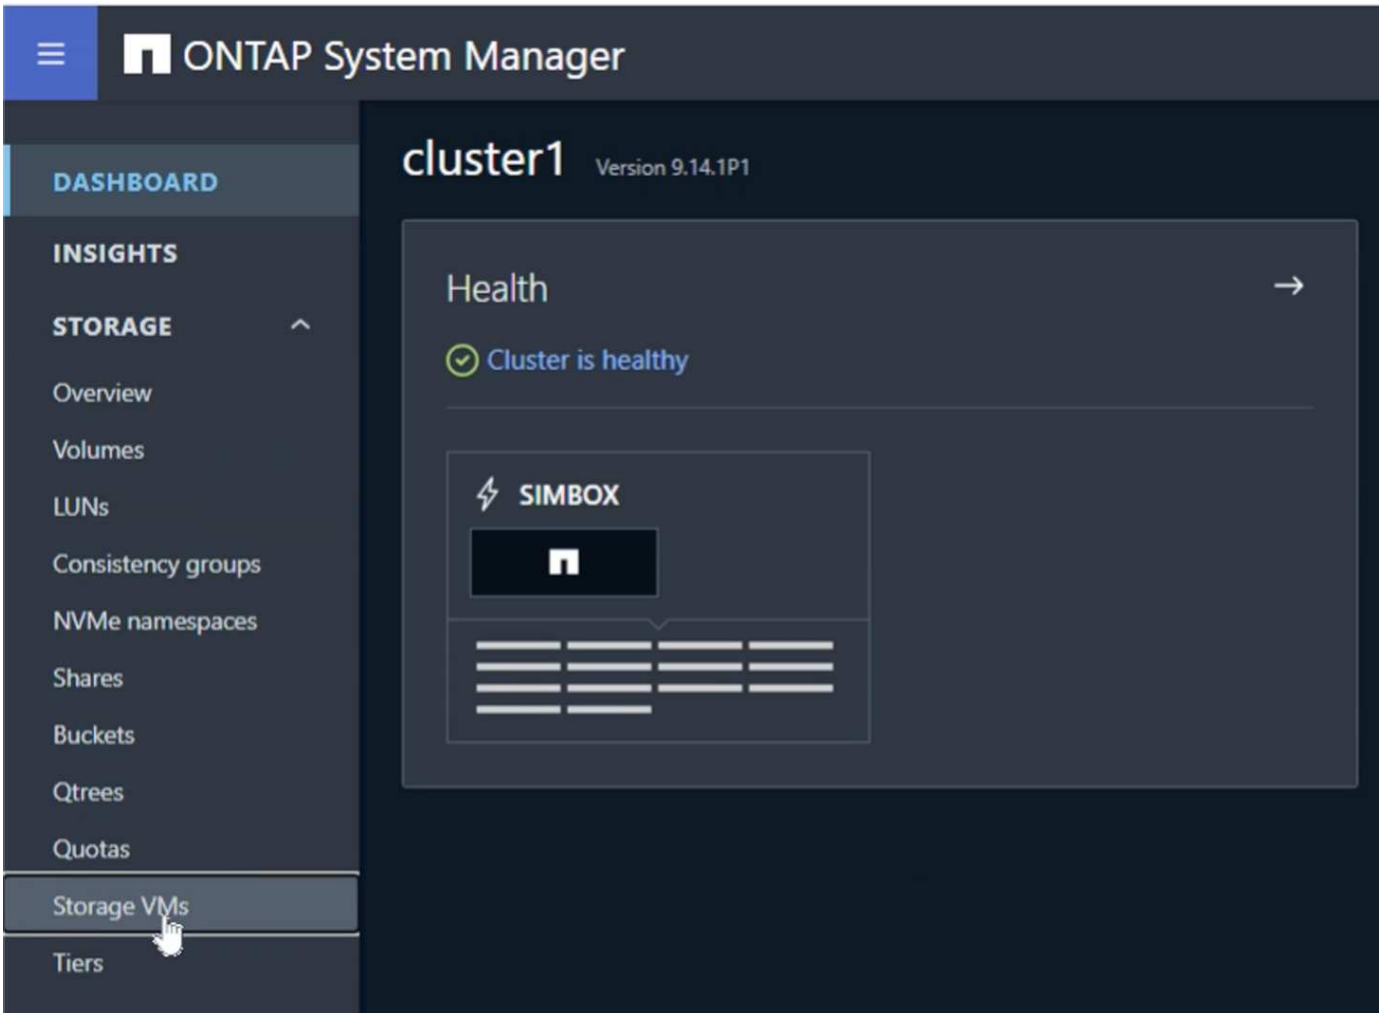 ONTAP System Manager
DASHBOARD
INSIGHTS
STORAGE
Overview
Volumes
LUNs
Consistency groups
NVMe namespaces
Shares
Buckets
Qtrees
Quotas
Storage VMs
Tiers
cluster1 Version 9.14.1P1
Health
Cluster is healthy
SIMBOX